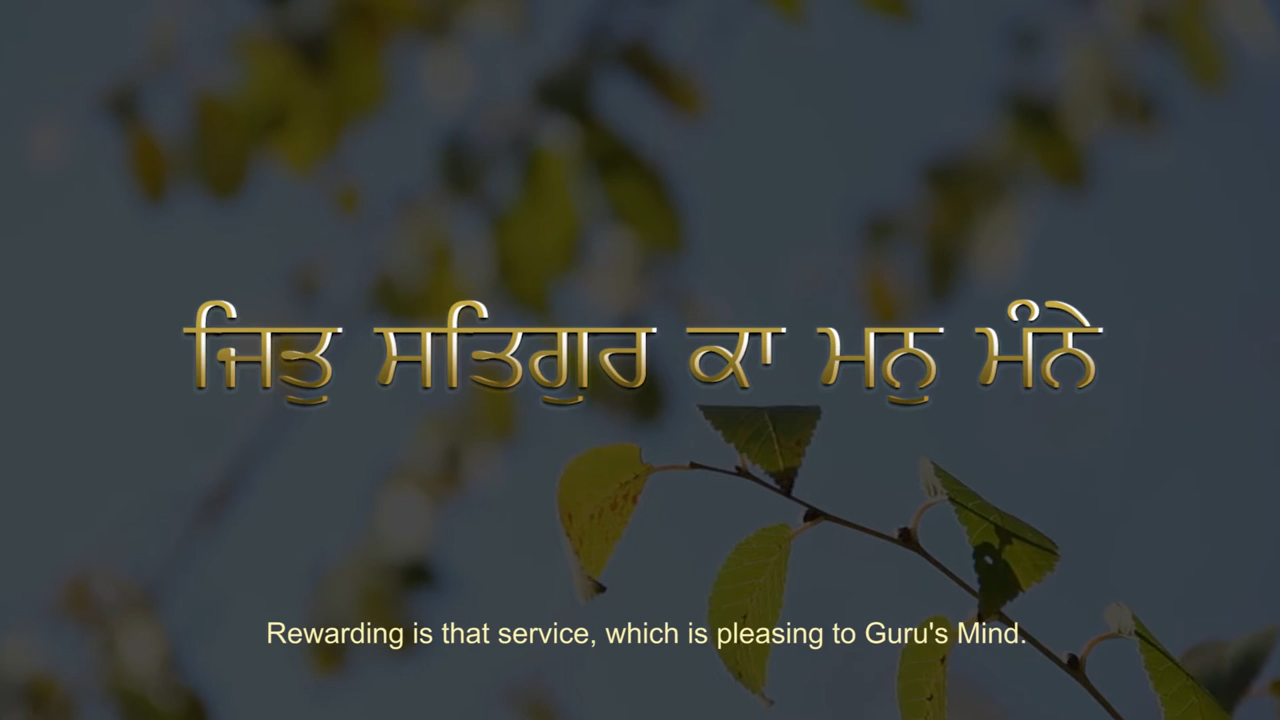 ਜਿਤੁ ਸਤਿਗੁਰ ਕਾ ਮਨੁ ਮੰਨੇ
Rewarding is that service, which is pleasing to Guru's Mind.